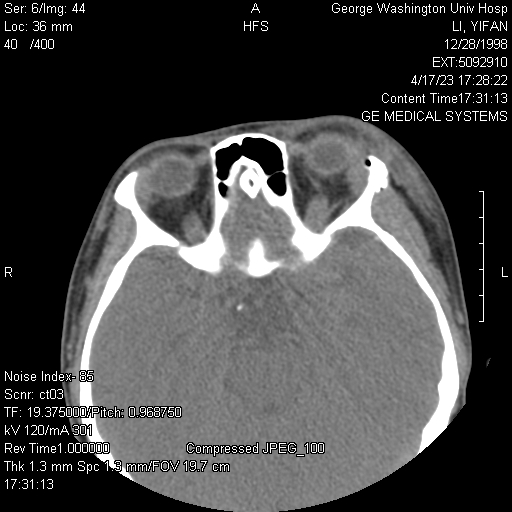 Ser: 6/Img: 44
Loc: 36 mm
40 /400
A
HFS
George Washington Univ Hosp
LI, YIFAN
12/28/1998
EXT:5092910
4/17/23 17:28:22
Content Time17:31:13
GE MEDICAL SYSTEMS
R
L
Noise Index- 85
Scnr: ct03
TF: 19.375000/Pitch: 0.968750
kV 120/mA 301
Rev Time1.000000
Compressed JPEG_100
Thk 1.3 mm Spc 1.3 mm/FOV 19.7 cm
17:31:13